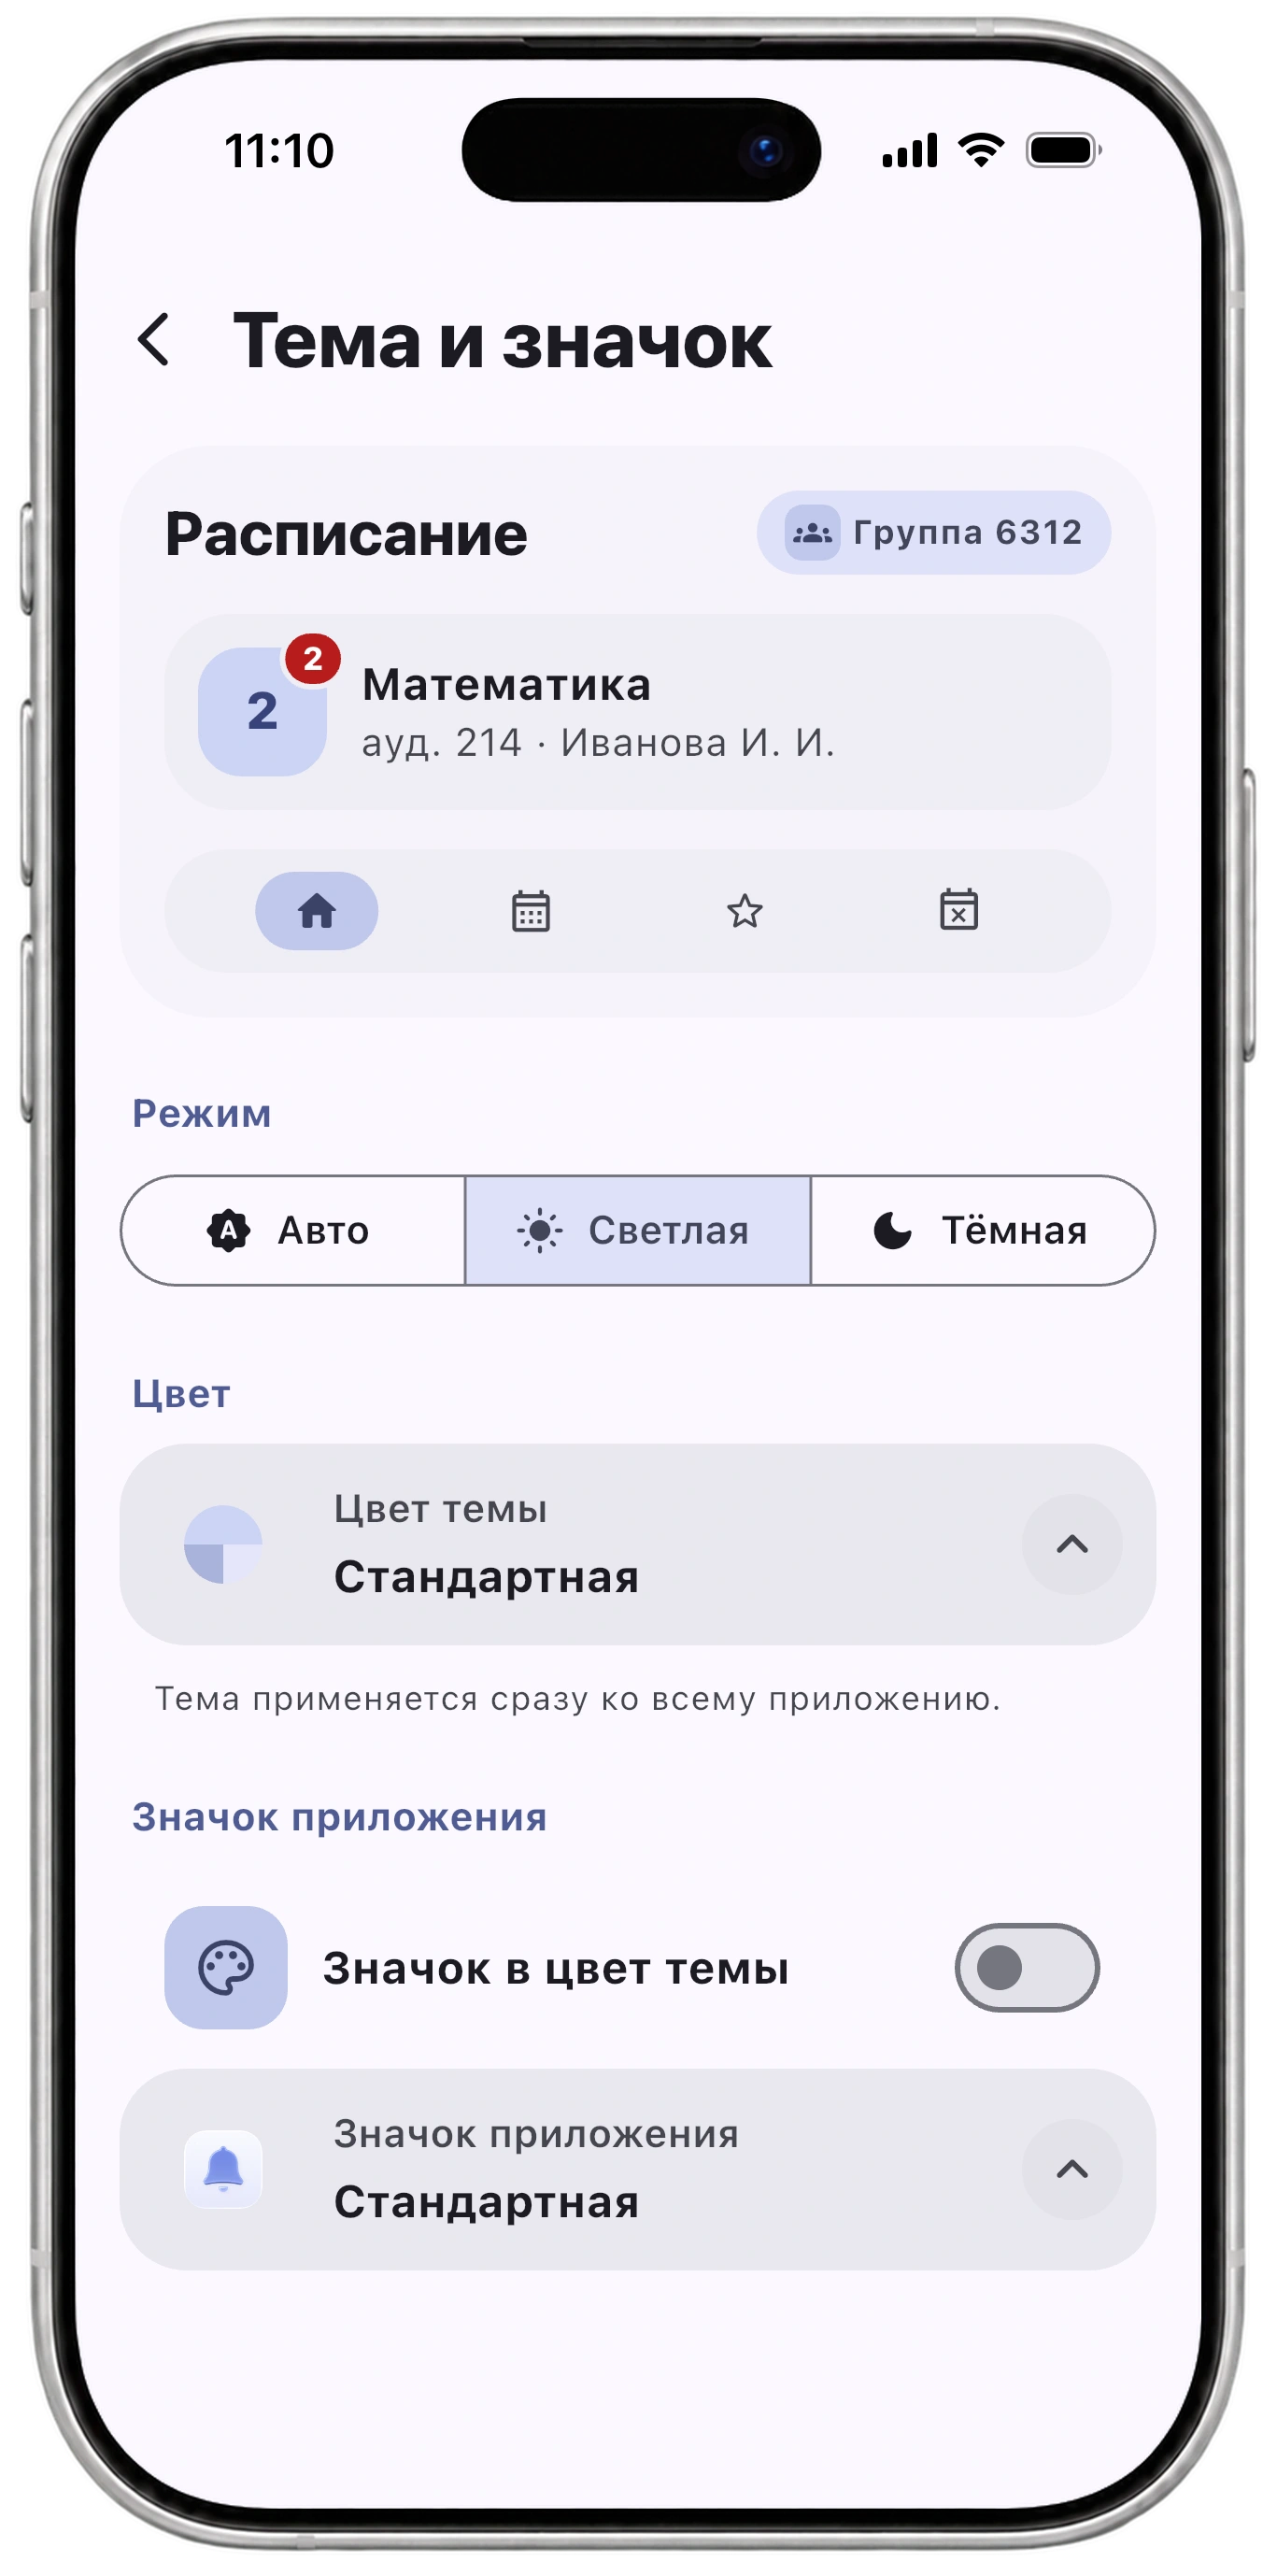 11:10
Тема и значок
Расписание
Группа 6312
2
2
Математика
ауд. 214 · Иванова И. И.
Режим
A Авто
Светлая
Тёмная
Цвет
Цвет темы
Стандартная
Тема применяется сразу ко всему приложению.
Значок приложения
Значок в цвет темы
Значок приложения
Стандартная